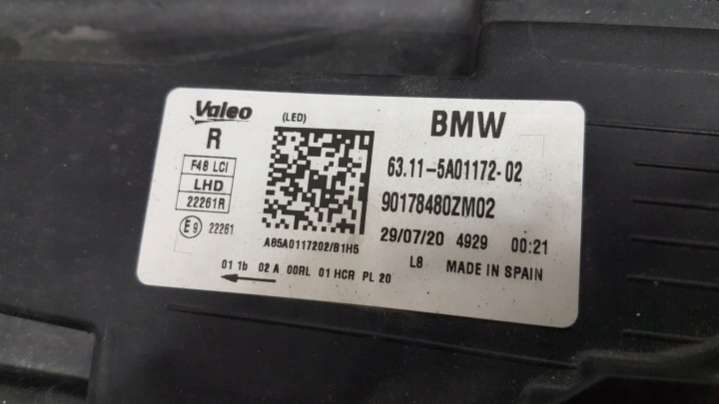 Valeo
(LED)
BMW
R
F48 LCI
LHD
22261R
E9 22261
A85A0117202/B1H5
63.11-5A01172-02
90178480ZM02
29/07/20 4929 00:21
L8 MADE IN SPAIN
01 1b 02 A 00RL 01 HCR PL 20